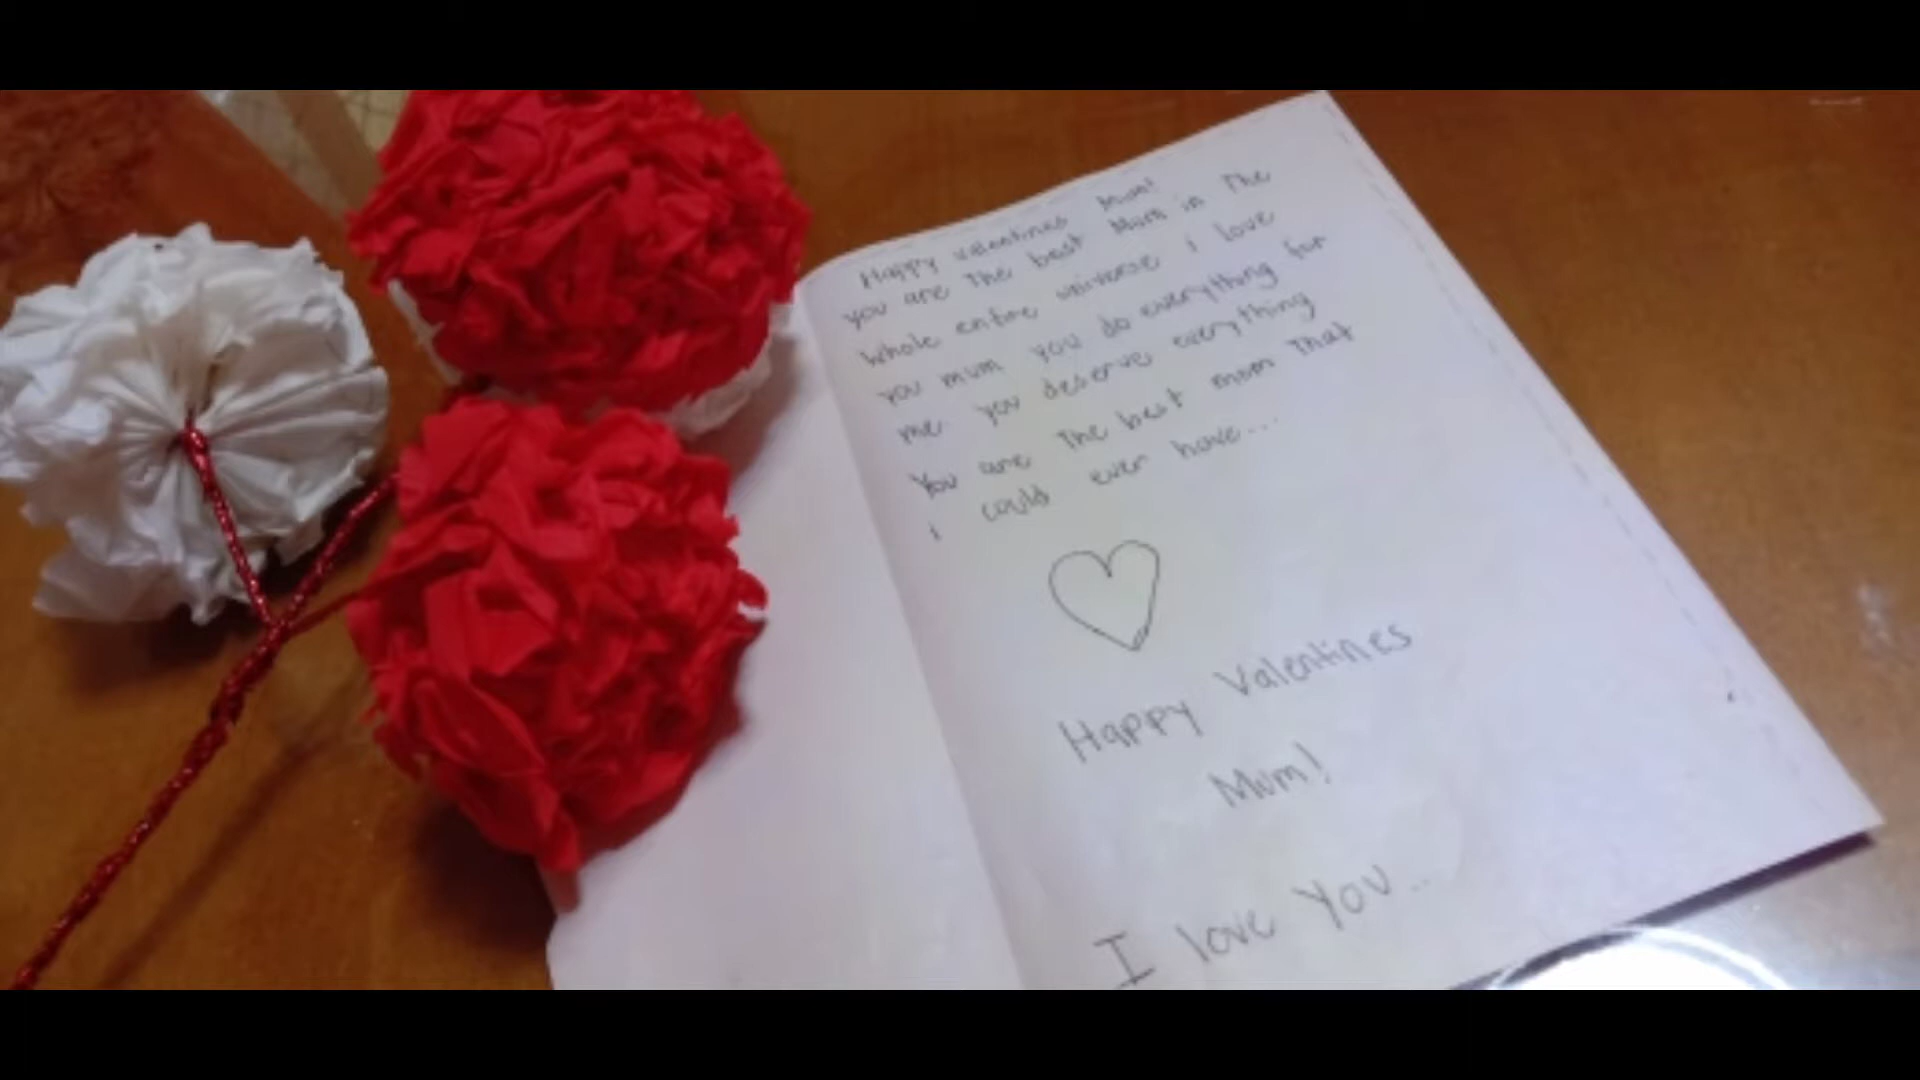 Happy valentines Mum!
you are The best Mum in The
whole entire universe i love
you mum you do everything for
me. you deserve everything
You are The best mom That
i could ever have...
Happy Valentines
Mum!
I love You..